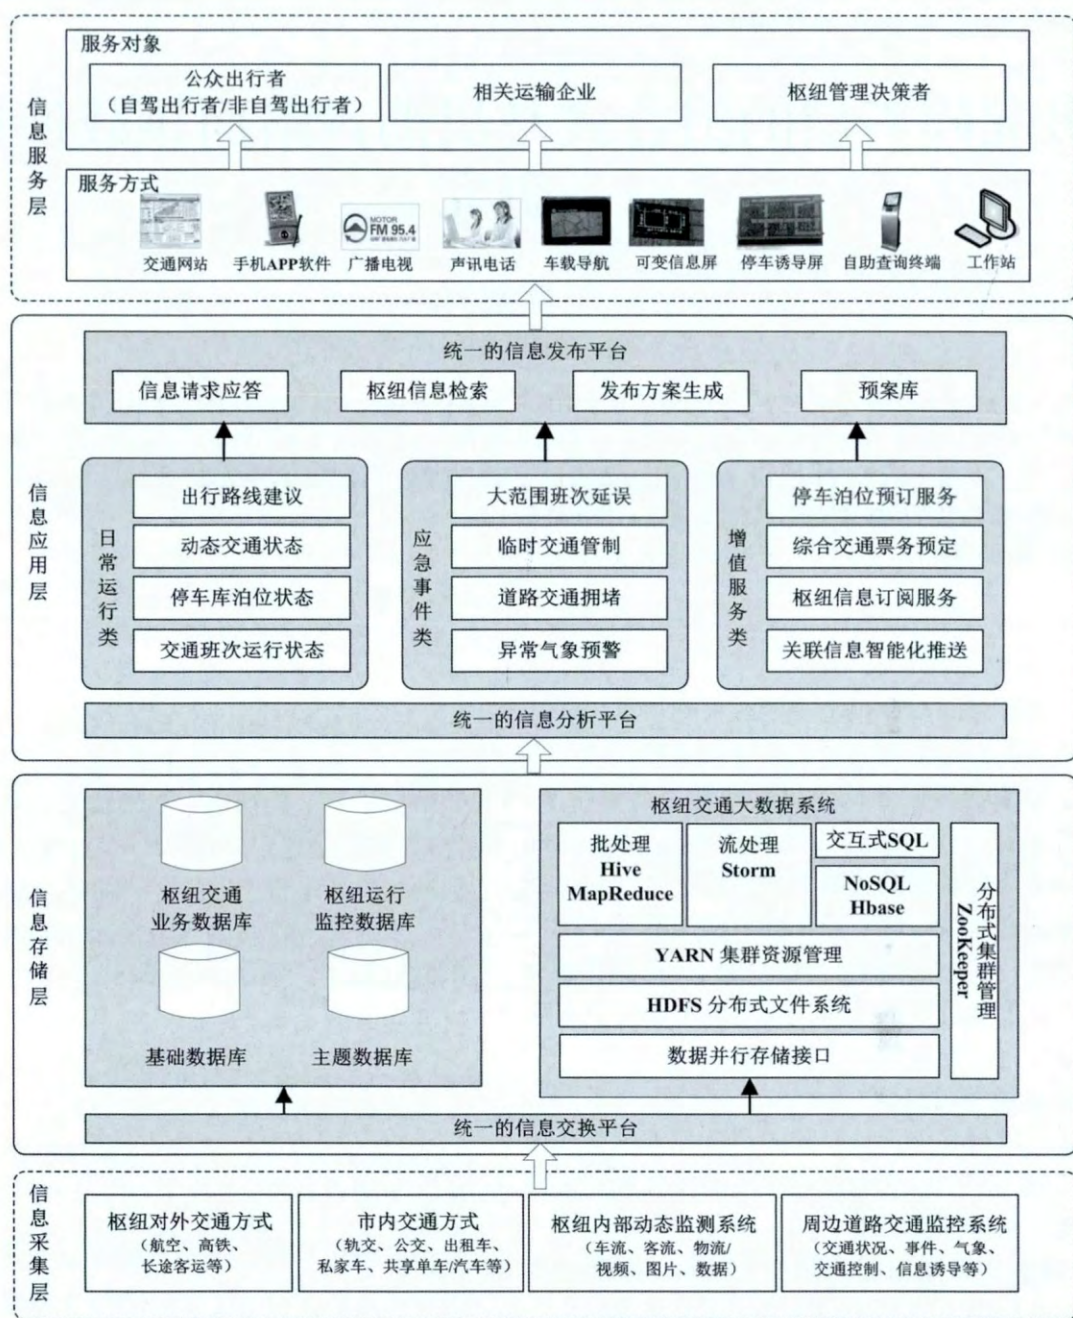 信息服务层
服务对象
公众出行者
（自驾出行者/非自驾出行者）
相关运输企业
枢纽管理决策者
服务方式
MOTOR
FM 95.4
交通网站
手机APP软件
广播电视
声讯电话
车载导航
可变信息屏
停车诱导屏
自助查询终端
工作站
信息应用层
统一的信息发布平台
信息请求应答
枢纽信息检索
发布方案生成
预案库
日常运行类
出行路线建议
动态交通状态
停车库泊位状态
交通班次运行状态
应急事件类
大范围班次延误
临时交通管制
道路交通拥堵
异常气象预警
增值服务类
停车泊位预订服务
综合交通票务预定
枢纽信息订阅服务
关联信息智能化推送
统一的信息分析平台
信息存储层
枢纽交通
业务数据库
枢纽运行
监控数据库
基础数据库
主题数据库
枢纽交通大数据系统
批处理
Hive
MapReduce
流处理
Storm
交互式SQL
NoSQL
Hbase
YARN 集群资源管理
HDFS 分布式文件系统
数据并行存储接口
分布式集群管理
ZooKeeper
统一的信息交换平台
信息采集层
枢纽对外交通方式
（航空、高铁、
长途客运等）
市内交通方式
（轨交、公交、出租车、
私家车、共享单车/汽车等）
枢纽内部动态监测系统
（车流、客流、物流/
视频、图片、数据）
周边道路交通监控系统
（交通状况、事件、气象、
交通控制、信息诱导等）